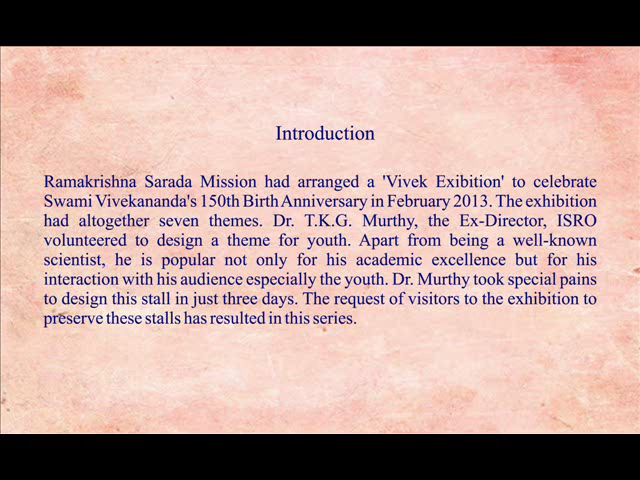 Introduction
Ramakrishna Sarada Mission had arranged a 'Vivek Exibition' to celebrate
Swami Vivekananda's 150th Birth Anniversary in February 2013. The exhibition
had altogether seven themes. Dr. T.K.G. Murthy, the Ex-Director, ISRO
volunteered to design a theme for youth. Apart from being a well-known
scientist, he is popular not only for his academic excellence but for his
interaction with his audience especially the youth. Dr. Murthy took special pains
to design this stall in just three days. The request of visitors to the exhibition to
preserve these stalls has resulted in this series.